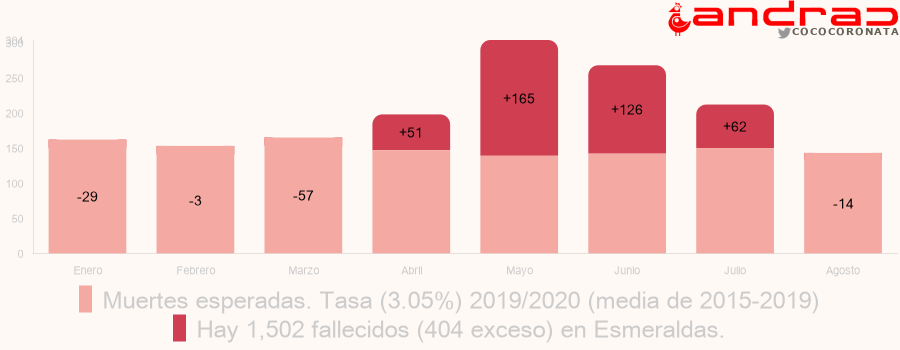 andrac
COCOCORONATA
304
300
250
200
150
100
50
0
+51
+165
+126
+62
-29
-3
-57
-14
Enero
Febrero
Marzo
Abril
Mayo
Junio
Julio
Agosto
Muertes esperadas. Tasa (3.05%) 2019/2020 (media de 2015-2019)
Hay 1,502 fallecidos (404 exceso) en Esmeraldas.